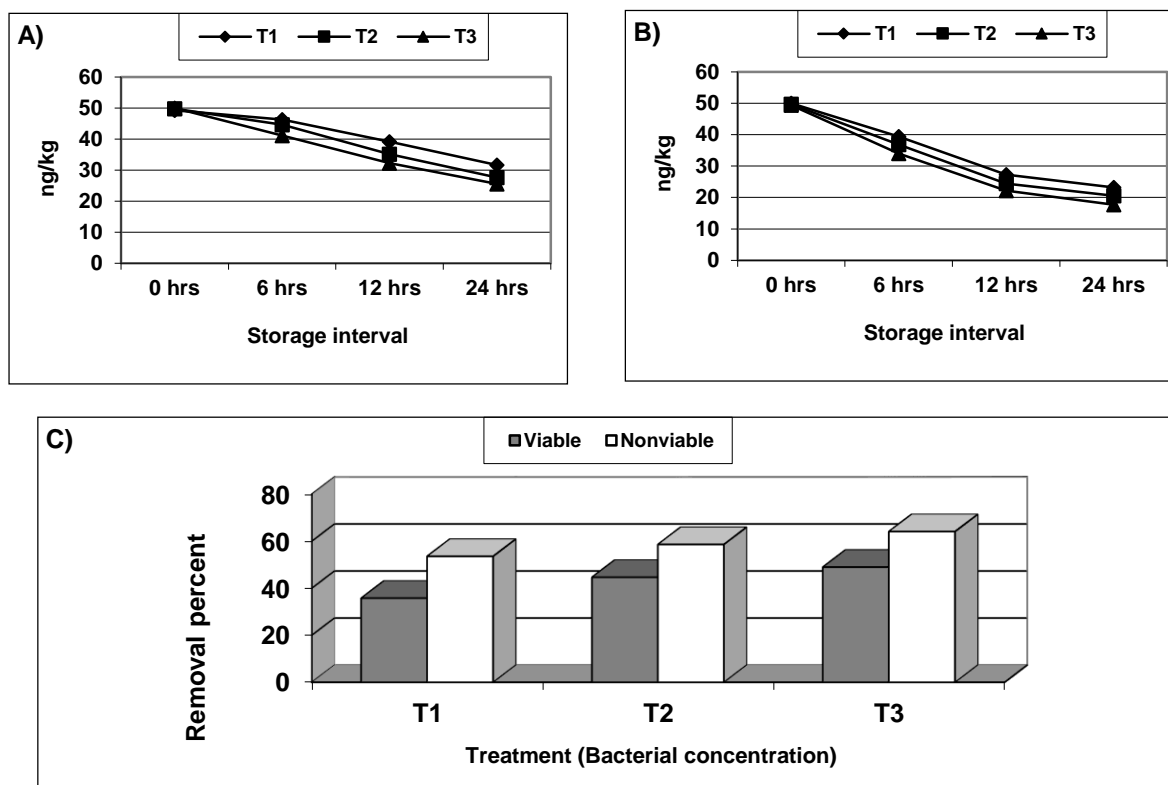 A)
T1 T2 T3
60
50
40
30
20
10
0
ng/kg
0 hrs 6 hrs 12 hrs 24 hrs
Storage interval
B)
T1 T2 T3
60
50
40
30
20
10
0
ng/kg
0 hrs 6 hrs 12 hrs 24 hrs
Storage interval
C)
Viable Nonviable
80
60
40
20
0
Removal percent
T1 T2 T3
Treatment (Bacterial concentration)